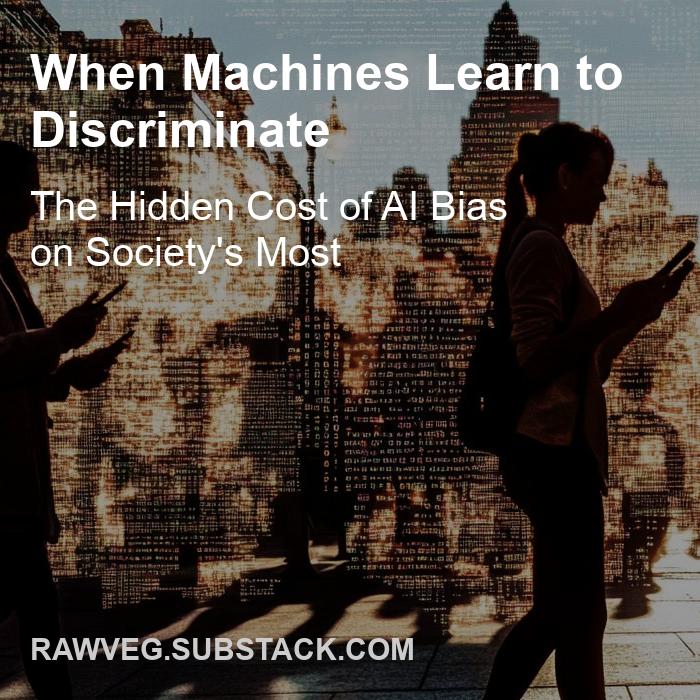 When Machines Learn to
Discriminate
The Hidden Cost of AI Bias
on Society's Most
RAWVEG.SUBSTACK.COM